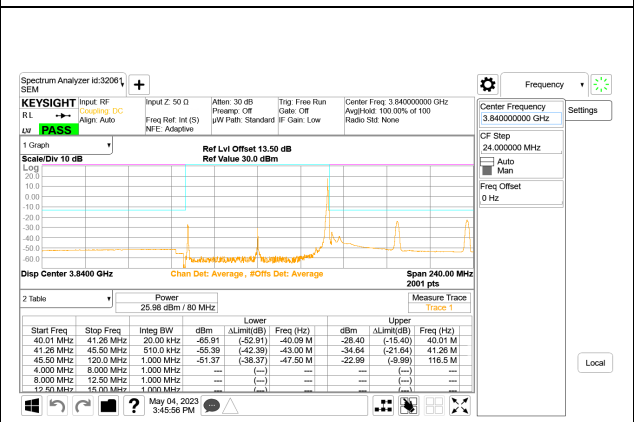 Spectrum Analyzer id:32061
SEM
+
Frequency
KEYSIGHT
RL
LXI
PASS
Input: RF
Coupling: DC
Align: Auto
Input Z: 50 Ω
Freq Ref: Int (S)
NFE: Adaptive
Atten: 30 dB
Preamp: Off
µW Path: Standard
Trig: Free Run
Gate: Off
IF Gain: Low
Center Freq: 3.840000000 GHz
Avg|Hold: 100.00% of 100
Radio Std: None
Center Frequency
3.840000000 GHz
Settings
CF Step
24.000000 MHz
Auto
Man
Freq Offset
0 Hz
Local
1 Graph
Scale/Div 10 dB
Ref Lvl Offset 13.50 dB
Ref Value 30.0 dBm
Log
20.0
10.0
0.00
-10.0
-20.0
-30.0
-40.0
-50.0
-60.0
Disp Center 3.8400 GHz
Chan Det: Average , #Offs Det: Average
Span 240.00 MHz
2001 pts
2 Table
Power
25.98 dBm / 80 MHz
Measure Trace
Trace 1
Lower Upper
Start Freq Stop Freq Integ BW dBm ΔLimit(dB) Freq (Hz) dBm ΔLimit(dB) Freq (Hz)
40.01 MHz 41.26 MHz 20.00 kHz -65.91 (-52.91) -40.09 M -28.40 (-15.40) 40.01 M
41.26 MHz 45.50 MHz 510.0 kHz -55.39 (-42.39) -43.00 M -34.64 (-21.64) 41.26 M
45.50 MHz 120.0 MHz 1.000 MHz -51.37 (-38.37) -47.50 M -22.99 (-9.99) 116.5 M
4.000 MHz 8.000 MHz 1.000 MHz --- (---) --- (---)
8.000 MHz 12.50 MHz 1.000 MHz --- (---) --- (---)
12.50 MHz 15.00 MHz 1.000 MHz --- (---) --- (---)
?
May 04, 2023
3:45:56 PM